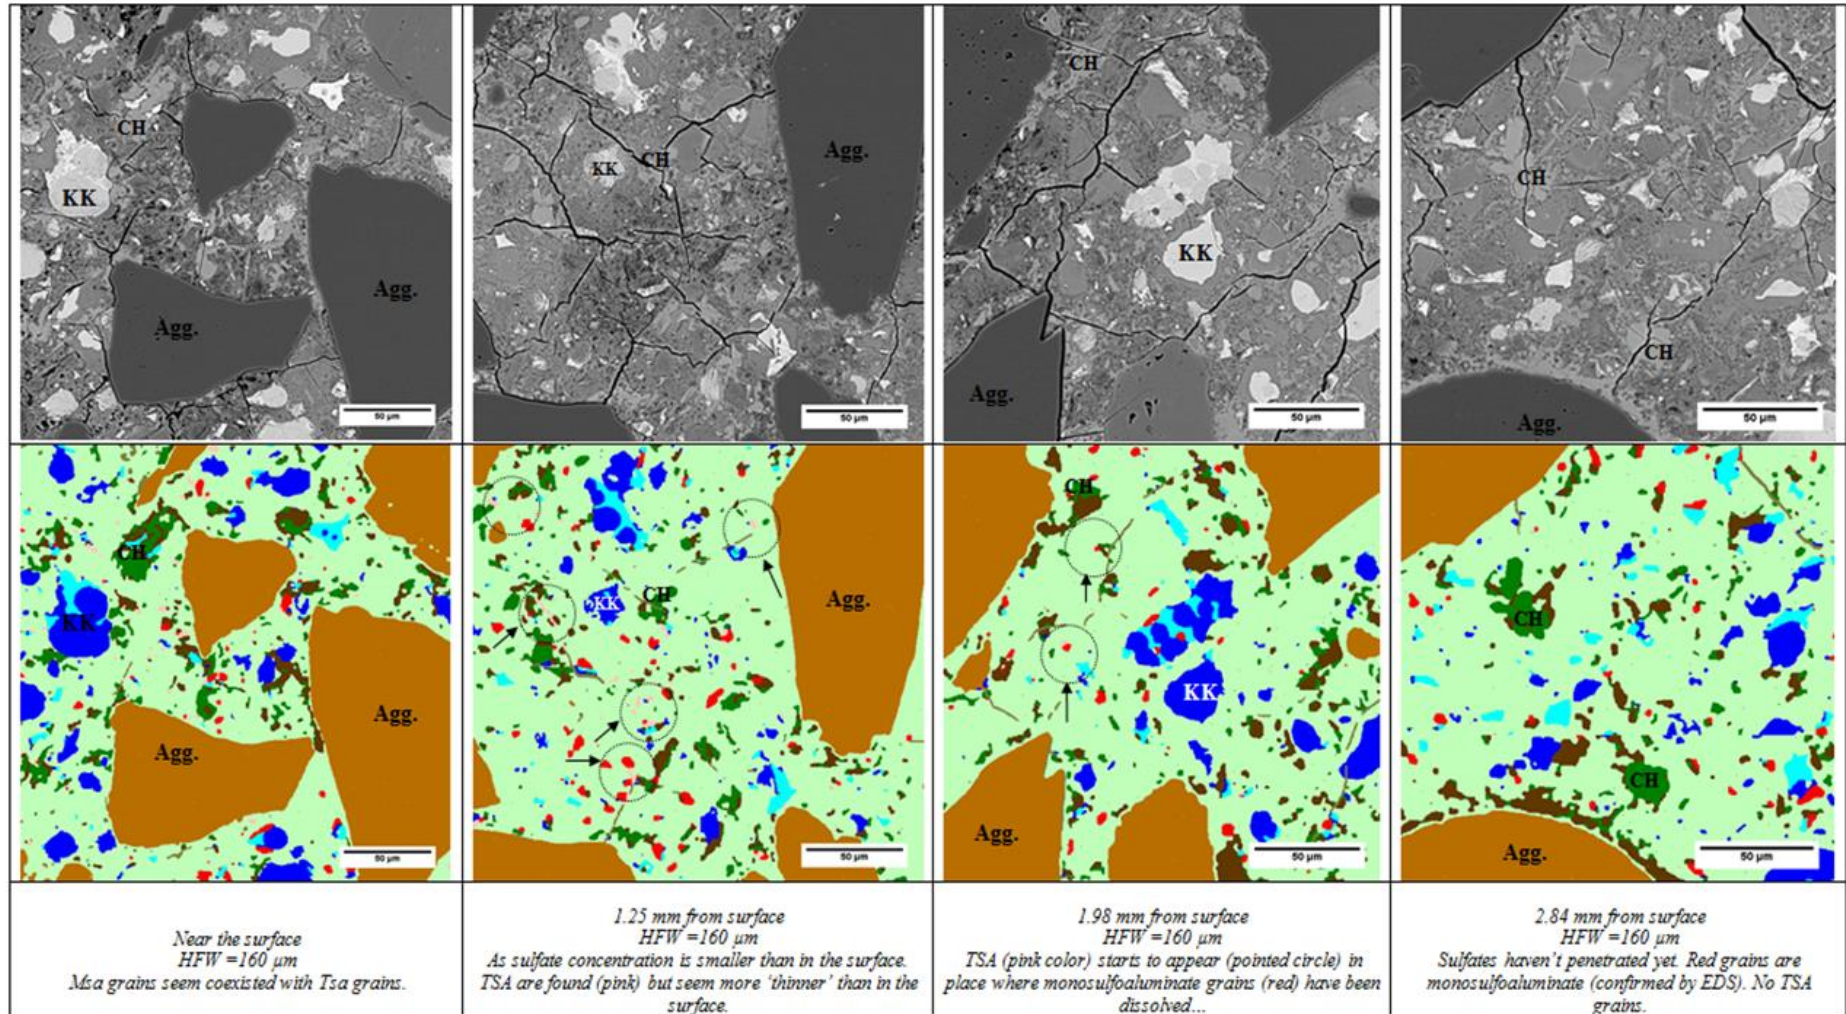 CH
KK
Agg.
Agg.
50 µm
KK
CH
Agg.
50 µm
CH
KK
Agg.
50 µm
CH
CH
Agg.
50 µm
CH
KK
Agg.
Agg.
50 µm
KK
CH
Agg.
50 µm
CH
KK
Agg.
50 µm
CH
CH
Agg.
50 µm
Near the surface
HFW =160 µm
Msa grains seem coexisted with Tsa grains.
1.25 mm from surface
HFW =160 µm
As sulfate concentration is smaller than in the surface.
TSA are found (pink) but seem more ‘thinner’ than in the
surface.
1.98 mm from surface
HFW =160 µm
TSA (pink color) starts to appear (pointed circle) in
place where monosulfoaluminate grains (red) have been
dissolved...
2.84 mm from surface
HFW =160 µm
Sulfates haven’t penetrated yet. Red grains are
monosulfoaluminate (confirmed by EDS). No TSA
grains.